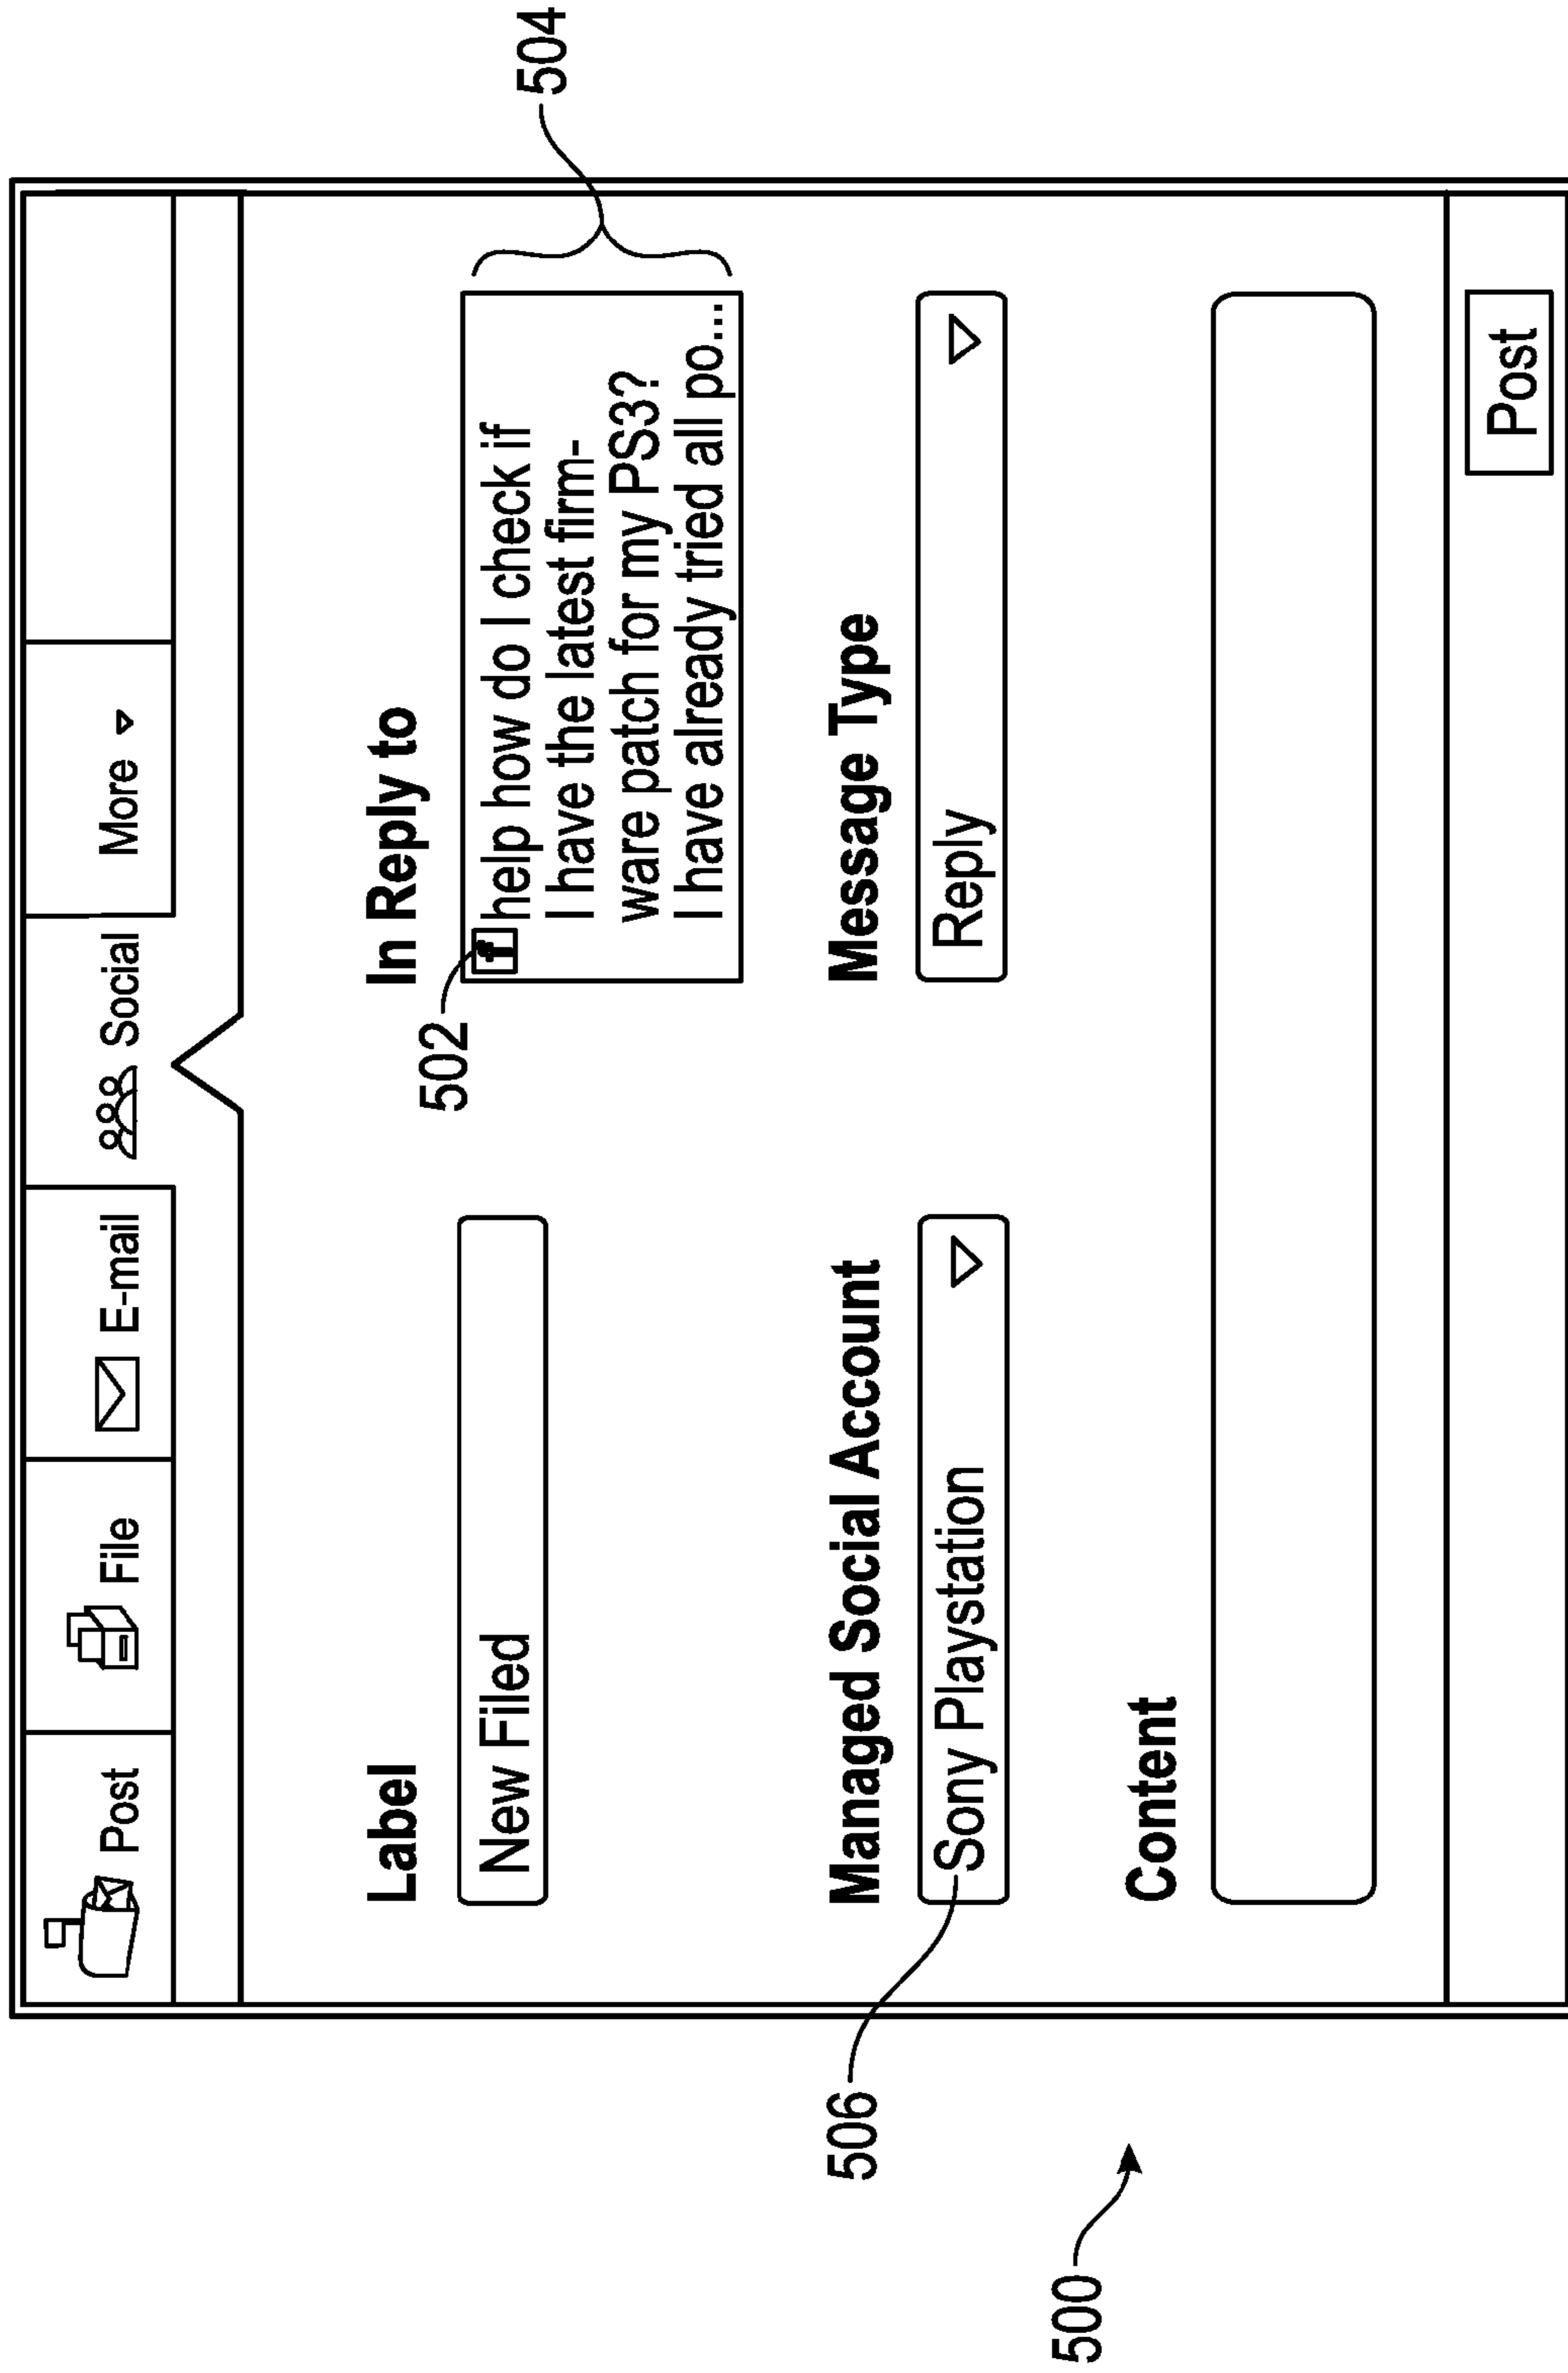 Post
File
E-mail
Social
More
Label
New Filed
502
In Reply to
f
help how do I check if
I have the latest firm-
ware patch for my PS3?
I have already tried all po...
504
506
Managed Social Account
Sony Playstation
Message Type
Reply
500
Content
Post